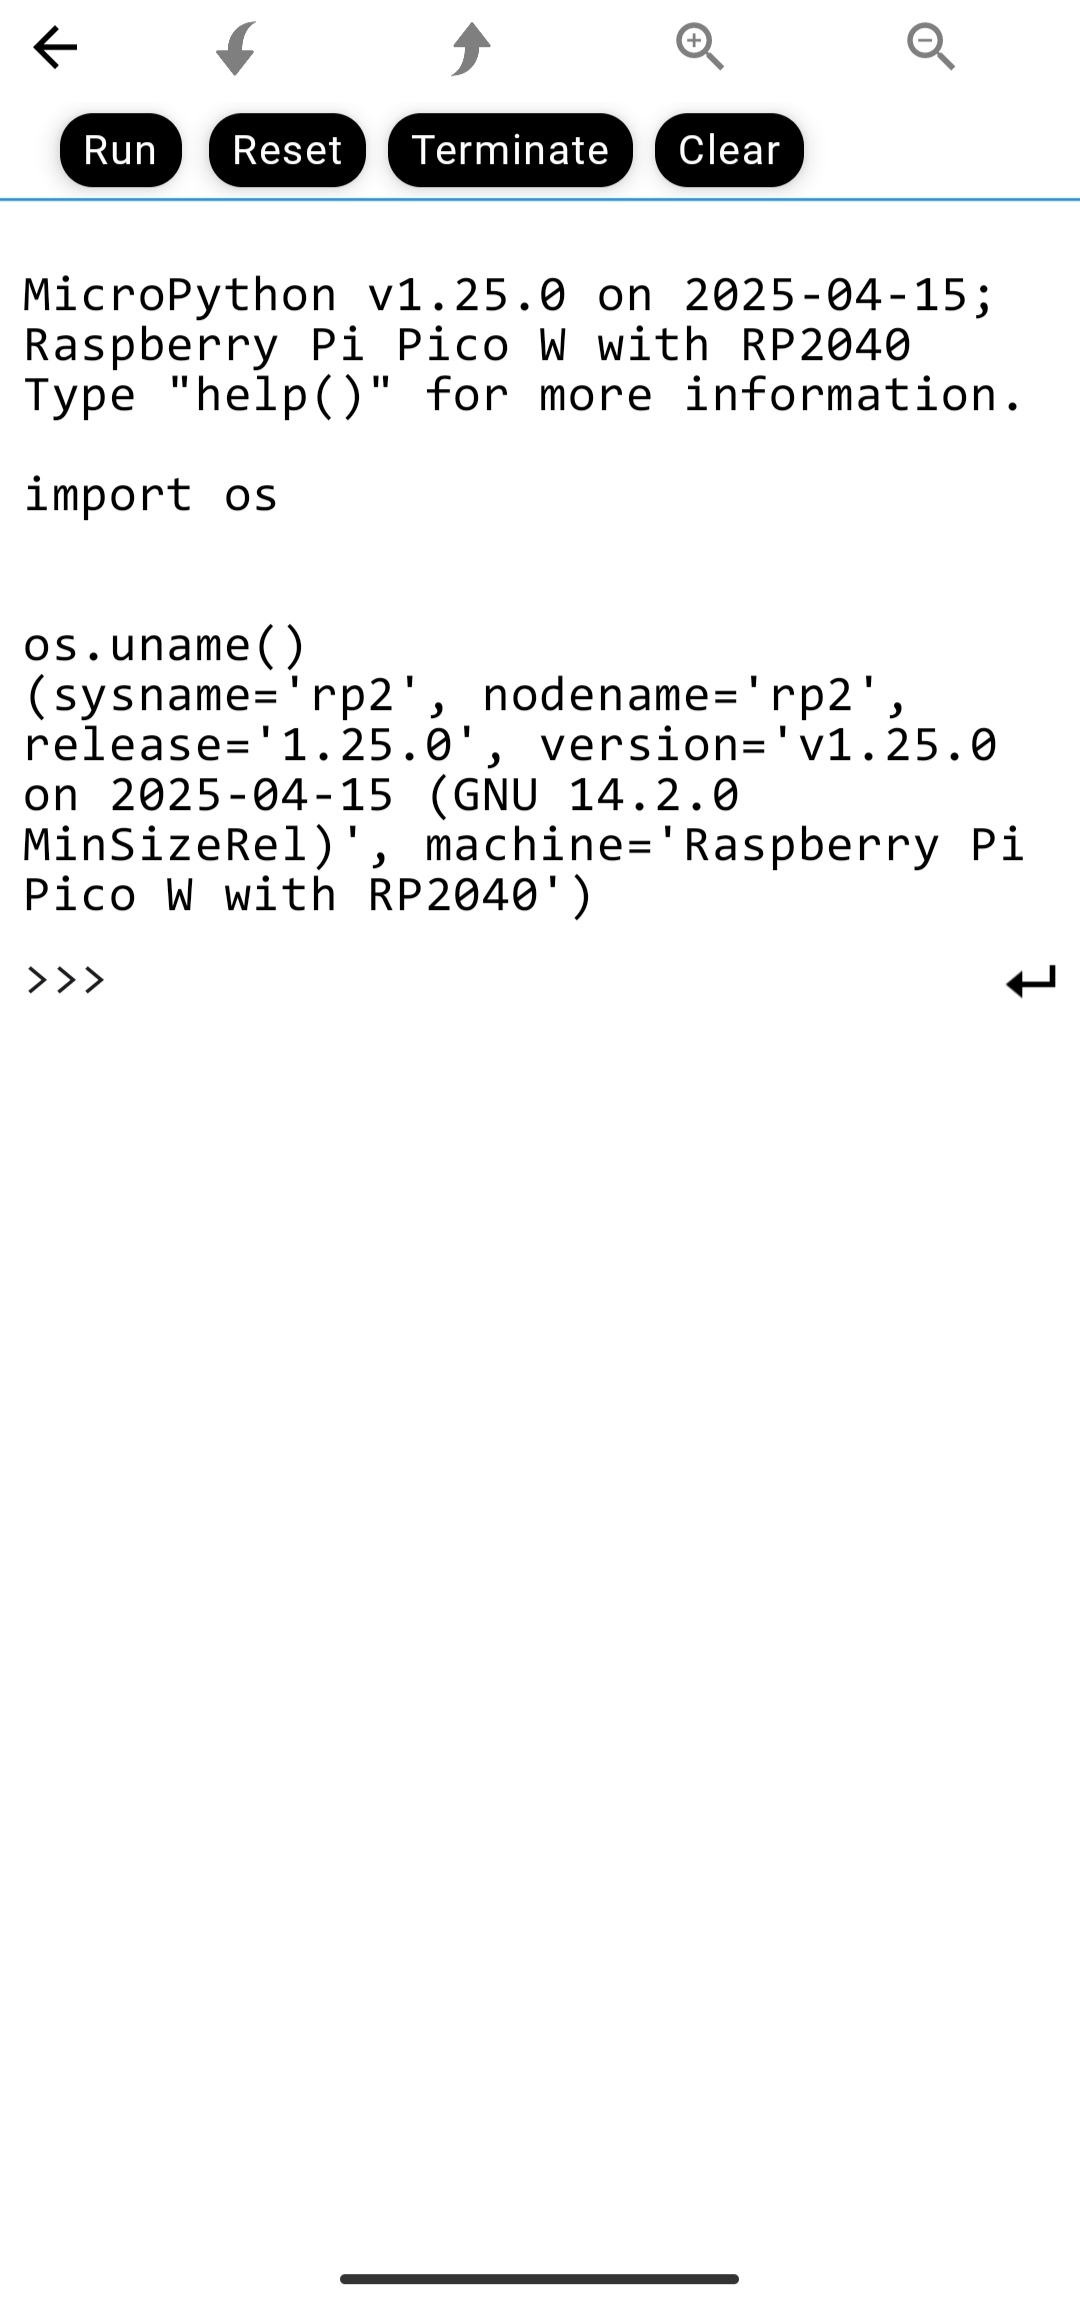 Run Reset Terminate Clear
MicroPython v1.25.0 on 2025-04-15;
Raspberry Pi Pico W with RP2040
Type "help()" for more information.
import os
os.uname()
(sysname='rp2', nodename='rp2',
release='1.25.0', version='v1.25.0
on 2025-04-15 (GNU 14.2.0
MinSizeRel)', machine='Raspberry Pi
Pico W with RP2040')
>>>